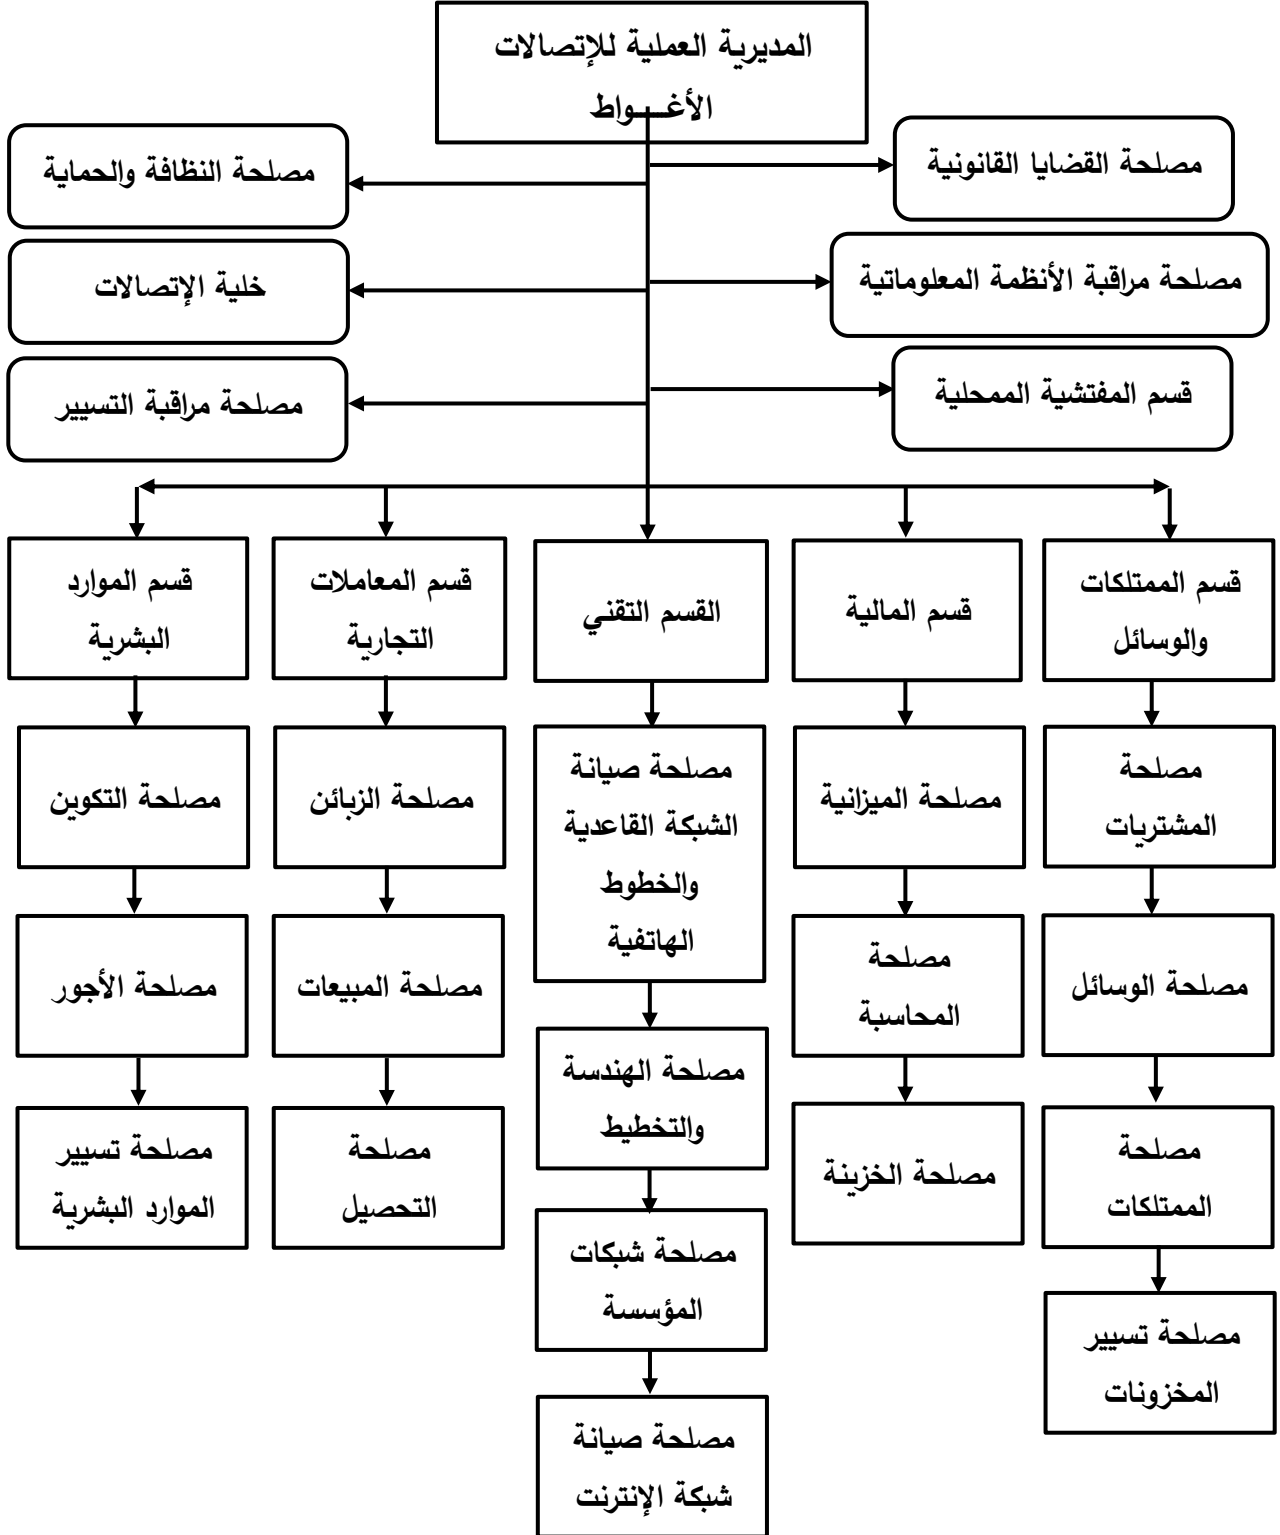 المديرية العملية للإتصالات
الأغـــواط
مصلحة القضايا القانونية
مصلحة النظافة والحماية
مصلحة مراقبة الأنظمة المعلوماتية
خلية الإتصالات
قسم المفتشية الممحلية
مصلحة مراقبة التسيير
قسم الممتلكات
والوسائل
قسم المالية
القسم التقني
قسم المعاملات
التجارية
قسم الموارد
البشرية
مصلحة
المشتريات
مصلحة الميزانية
مصلحة صيانة
الشبكة القاعدية
والخطوط
الهاتفية
مصلحة الزبائن
مصلحة التكوين
مصلحة الوسائل
مصلحة
المحاسبة
مصلحة الهندسة
والتخطيط
مصلحة المبيعات
مصلحة الأجور
مصلحة
الممتلكات
مصلحة الخزينة
مصلحة شبكات
المؤسسة
مصلحة
التحصيل
مصلحة تسيير
الموارد البشرية
مصلحة تسيير
المخزونات
مصلحة صيانة
شبكة الإنترنت